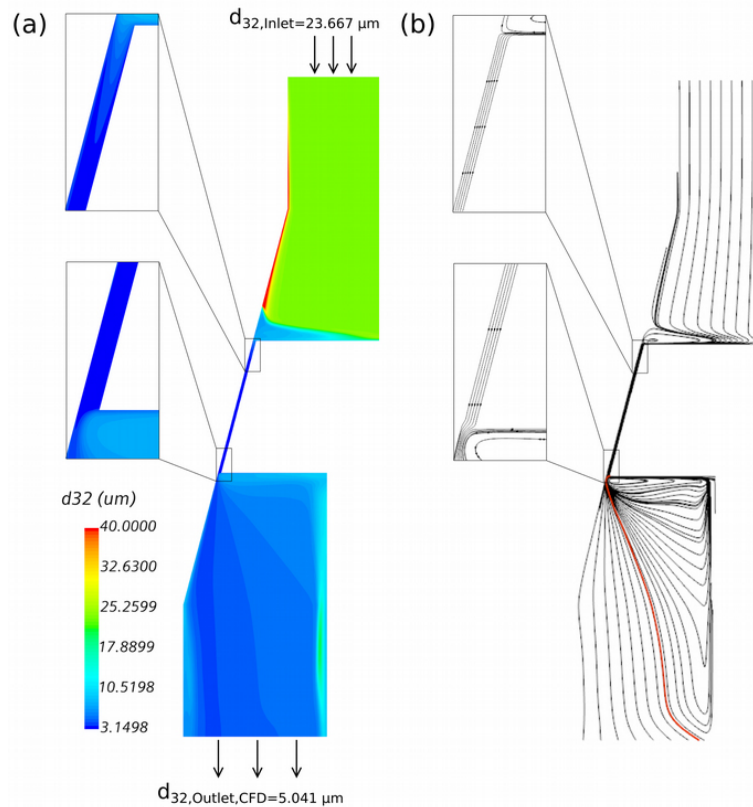 (a)
d32,Inlet=23.667 μm
(b)
d32 (um)
40.0000
32.6300
25.2599
17.8899
10.5198
3.1498
d32,Outlet,CFD=5.041 μm